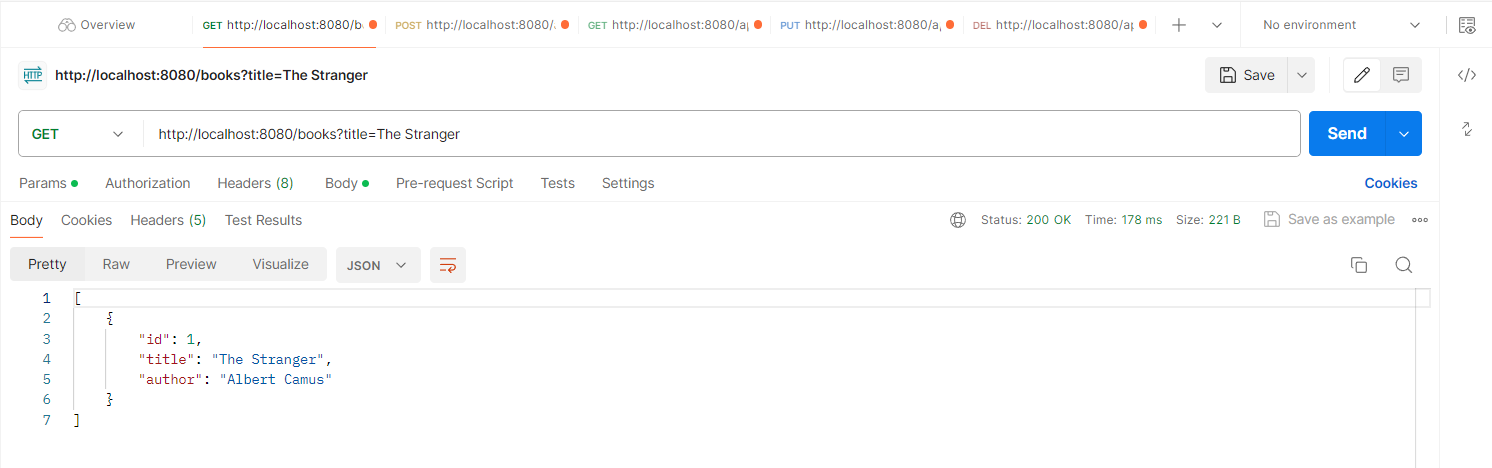 Overview GET http://localhost:8080/b POST http://localhost:8080/ GET http://localhost:8080/a PUT http://localhost:8080/a DEL http://localhost:8080/a No environment
HTTP http://localhost:8080/books?title=The Stranger Save
GET http://localhost:8080/books?title=The Stranger Send
Params Authorization Headers (8) Body Pre-request Script Tests Settings Cookies
Body Cookies Headers (5) Test Results Status: 200 OK Time: 178 ms Size: 221 B Save as example
Pretty Raw Preview Visualize JSON
1 [
2 {
3 "id": 1,
4 "title": "The Stranger",
5 "author": "Albert Camus"
6 }
7 ]